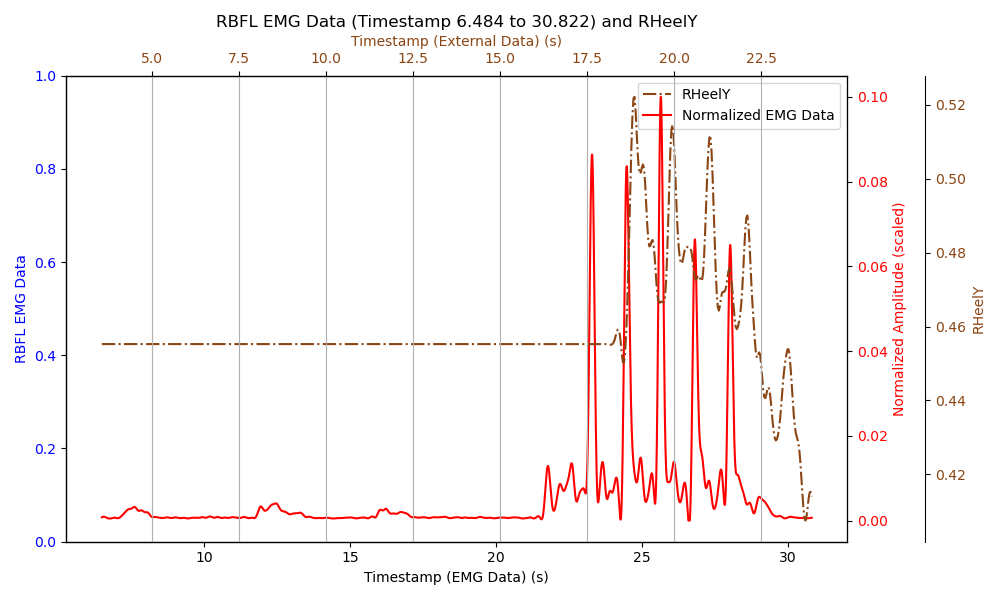 RBFL EMG Data (Timestamp 6.484 to 30.822) and RHeelY
Timestamp (External Data) (s)
5.0 7.5 10.0 12.5 15.0 17.5 20.0 22.5
1.0
0.8
0.6
0.4
0.2
0.0
RBFL EMG Data
RHeelY
Normalized EMG Data
0.10
0.08
0.06
0.04
0.02
0.00
Normalized Amplitude (scaled)
0.52
0.50
0.48
0.46
0.44
0.42
RHeelY
10 15 20 25 30
Timestamp (EMG Data) (s)